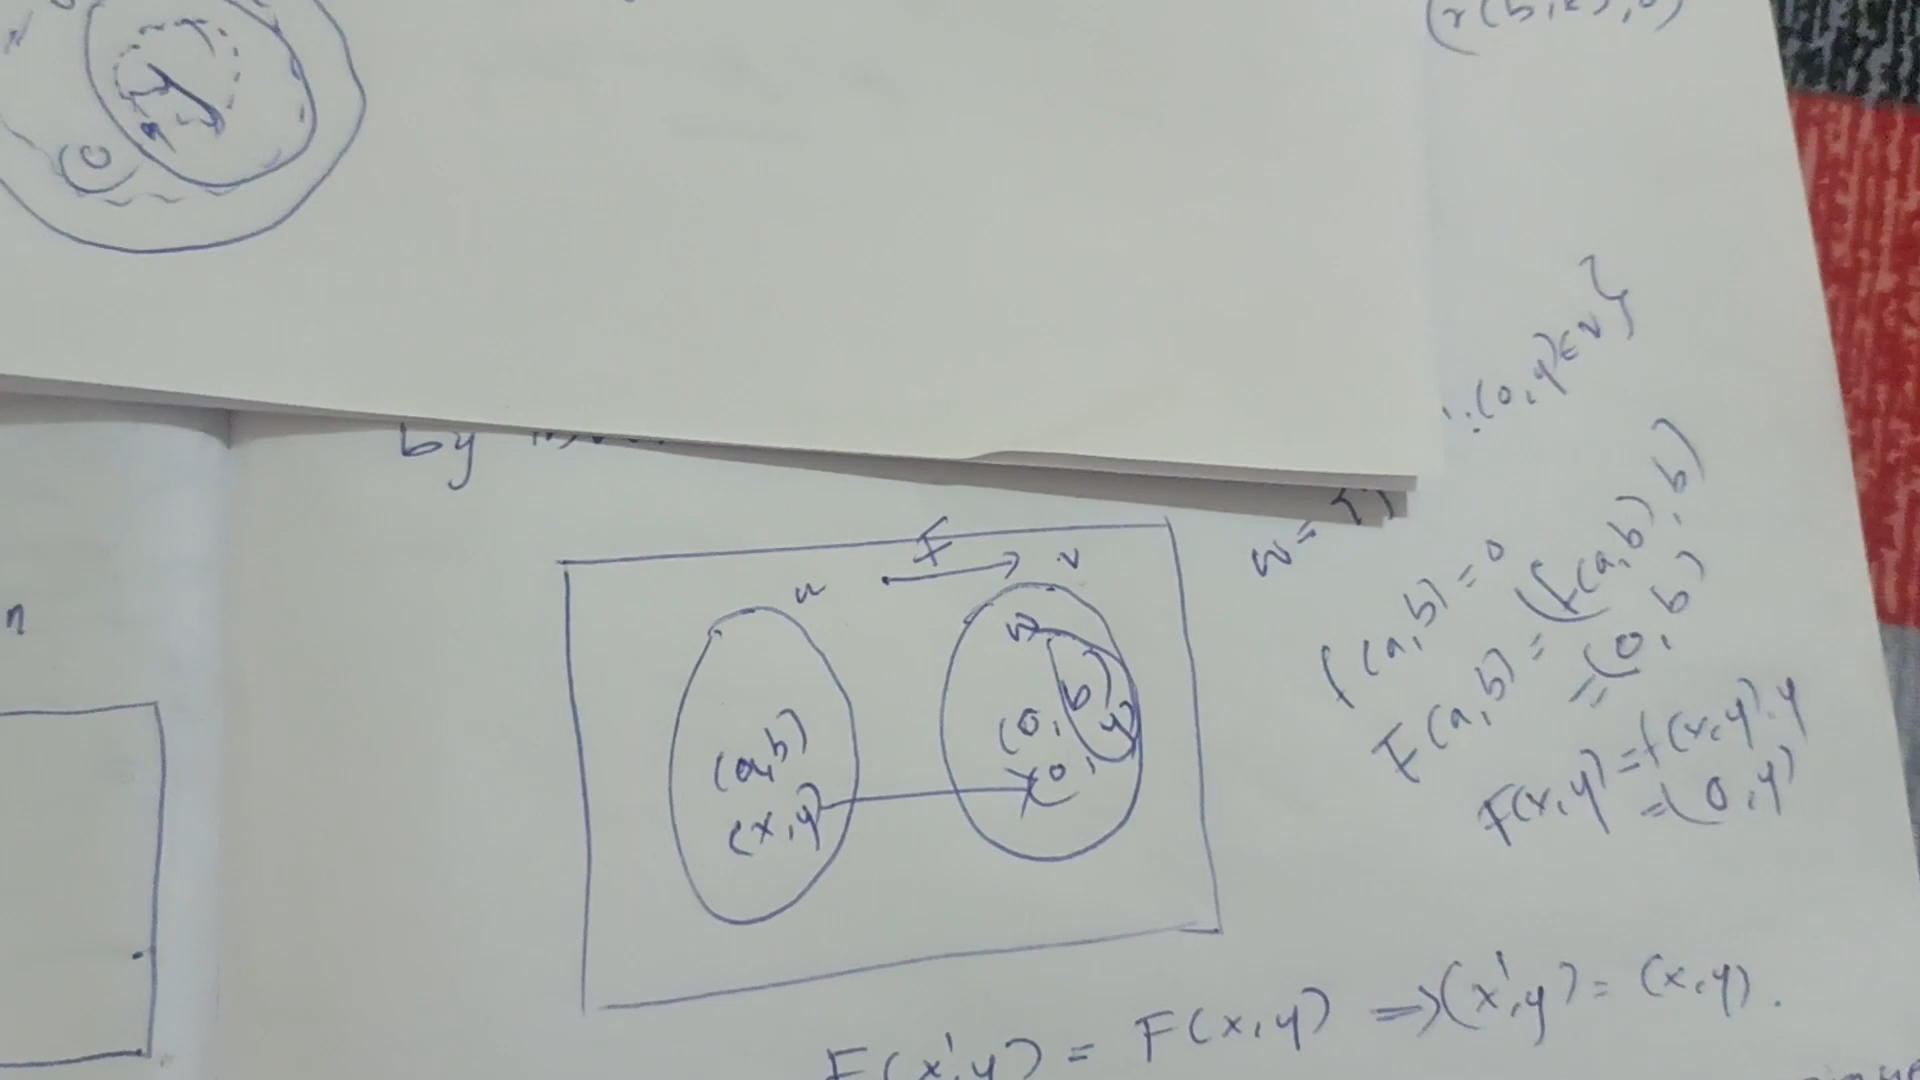 ∴(0,y)∈V}
by
W = {
f(a,b)=0
F(a,b) = (f(a,b), b)
= (0, b)
F(x,y) = f(x,y), y
= (0, y)
F
U V
W
(a,b) (0, b)
(x,y) (0, y)
n
F(x',y) = F(x,y) ⇒ (x',y) = (x,y).